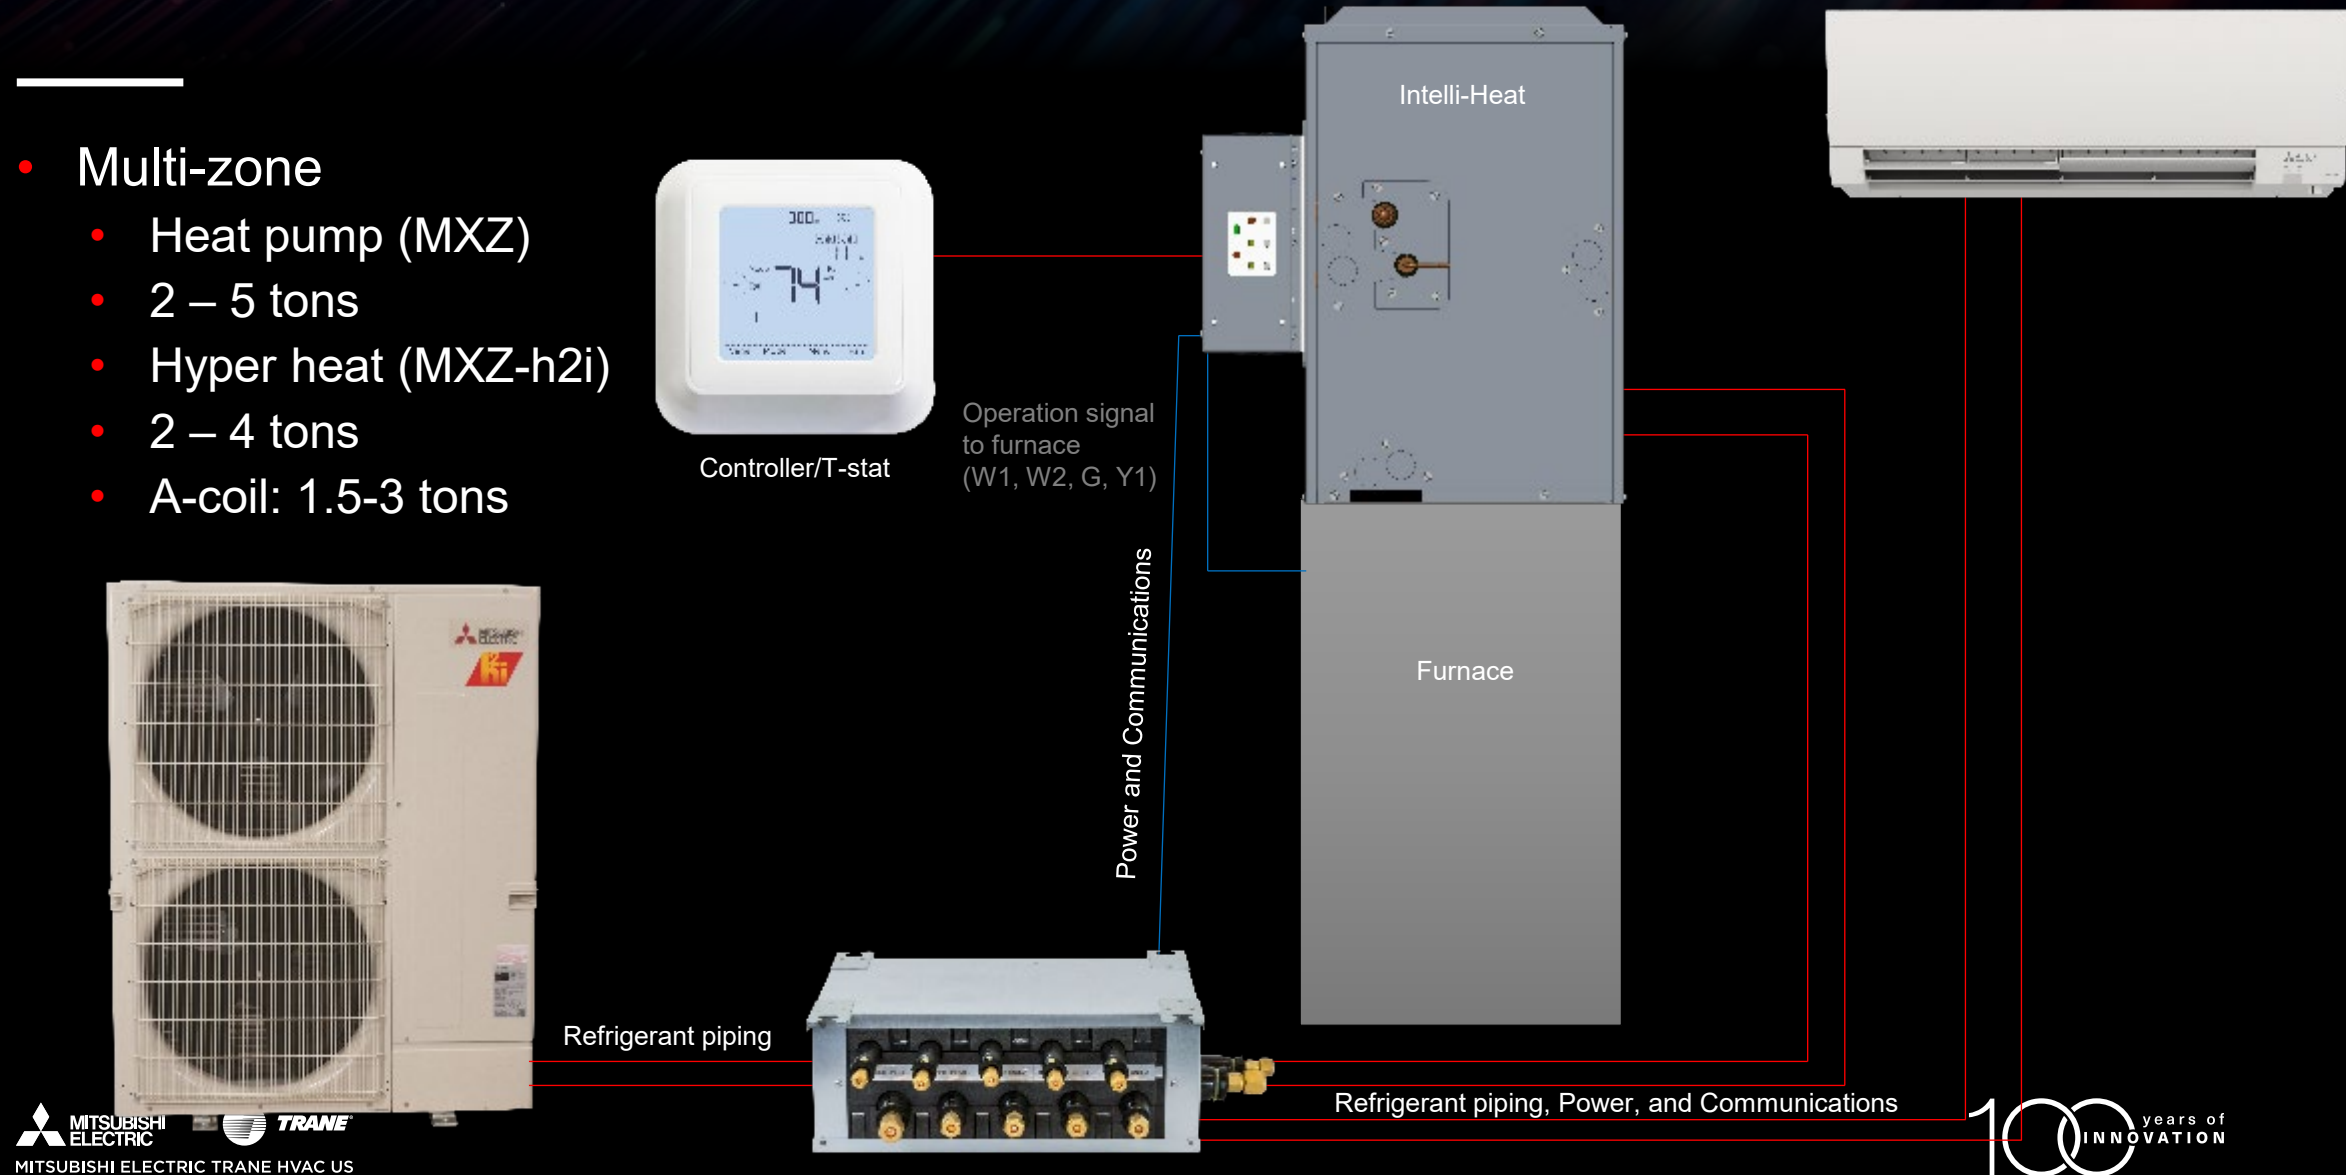 Multi-zone
Heat pump (MXZ)
2 – 5 tons
Hyper heat (MXZ-h2i)
2 – 4 tons
A-coil: 1.5-3 tons
74
Controller/T-stat
Operation signal
to furnace
(W1, W2, G, Y1)
Intelli-Heat
Power and Communications
Furnace
MITSUBISHI
ELECTRIC
Refrigerant piping
Refrigerant piping, Power, and Communications
MITSUBISHI
ELECTRIC
TRANE
MITSUBISHI ELECTRIC TRANE HVAC US
100 years of
INNOVATION